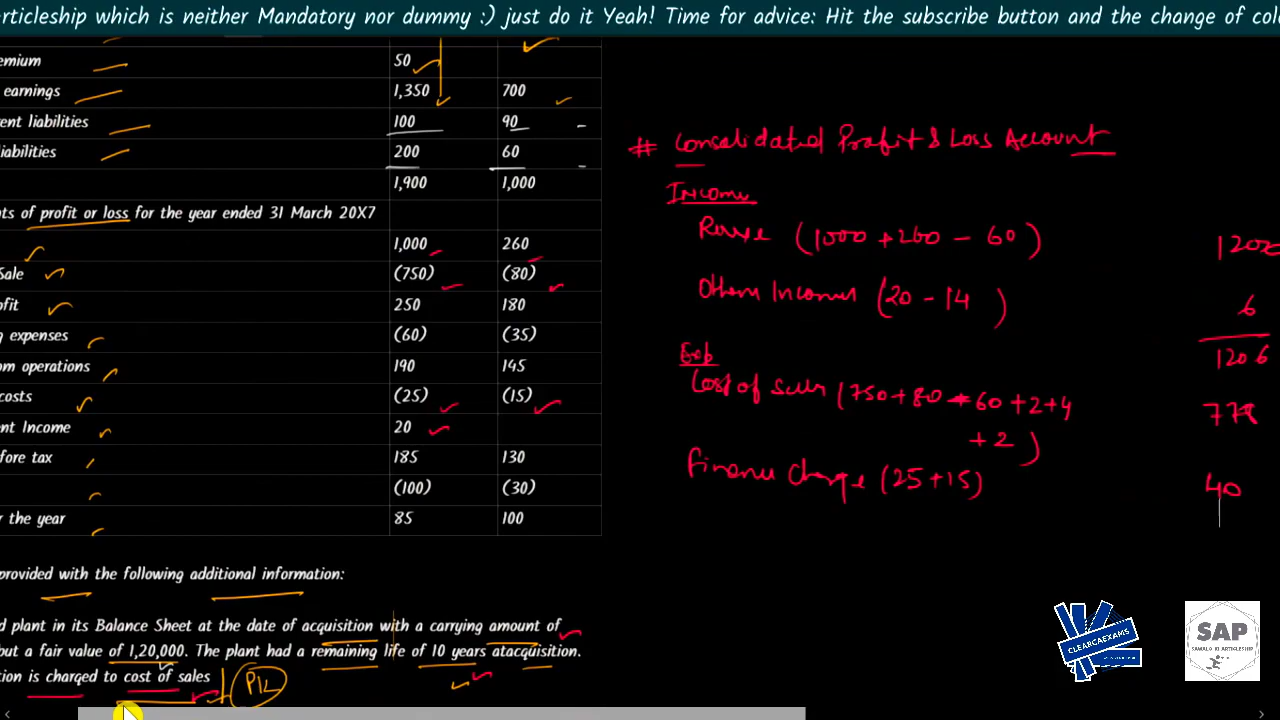 rticleship which is neither Mandatory nor dummy :) just do it Yeah! Time for advice: Hit the subscribe button and the change of col
emium 50
earnings 1,350 700
ent liabilities 100 90
iabilities 200 60
1,900 1,000
nts of profit or loss for the year ended 31 March 20X7
1,000 260
Sale (750) (80)
ofit 250 180
g expenses (60) (35)
om operations 190 145
costs (25) (15)
ent Income 20
fore tax 185 130
(100) (30)
r the year 85 100
provided with the following additional information:
d plant in its Balance Sheet at the date of acquisition with a carrying amount of
but a fair value of 1,20,000. The plant had a remaining life of 10 years atacquisition.
tion is charged to cost of sales P/L
# Consolidated Profit & Loss Account
Income
(1000 + 260 - 60) 1200
Others Income (20 - 14) 6
1206
Cost of (750 + 80 - 60 + 2 + 4
+ 2)
Finance Charge (25 + 15) 40
CLEARCAEXAMS
SAP
SAWAALO KI ARTICLESHIP